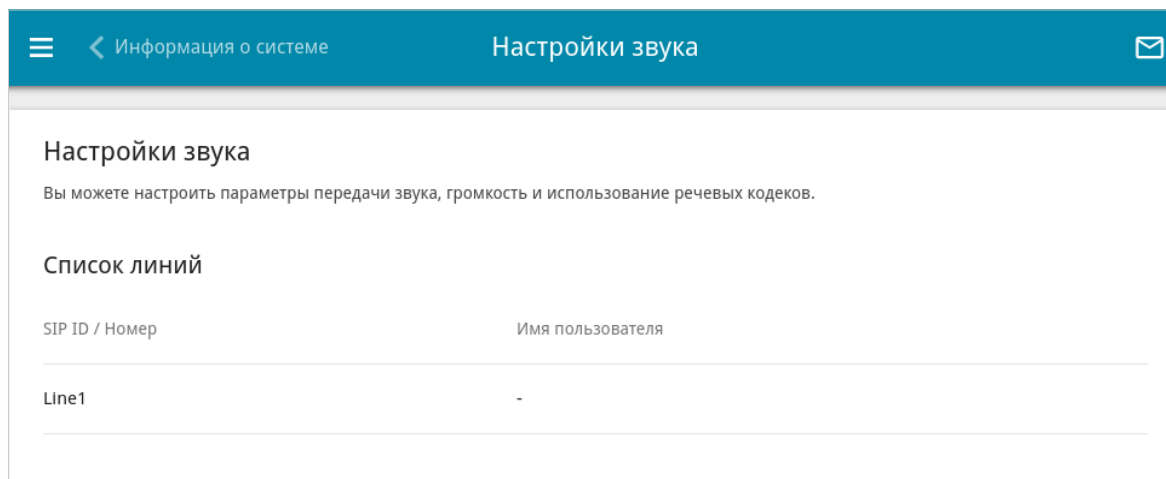 Информация о системе
Настройки звука
Настройки звука
Вы можете настроить параметры передачи звука, громкость и использование речевых кодеков.
Список линий
SIP ID / Номер
Имя пользователя
Line1
-